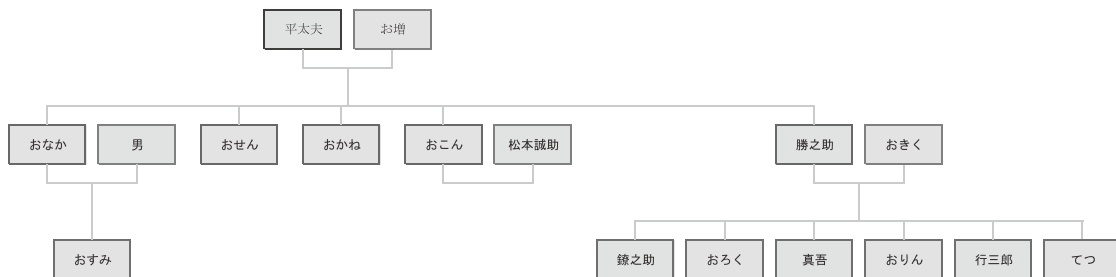 平太夫
お増
おなか
男
おせん
おかね
おこん
松本誠助
勝之助
おきく
おすみ
鐐之助
おろく
真吾
おりん
行三郎
てつ